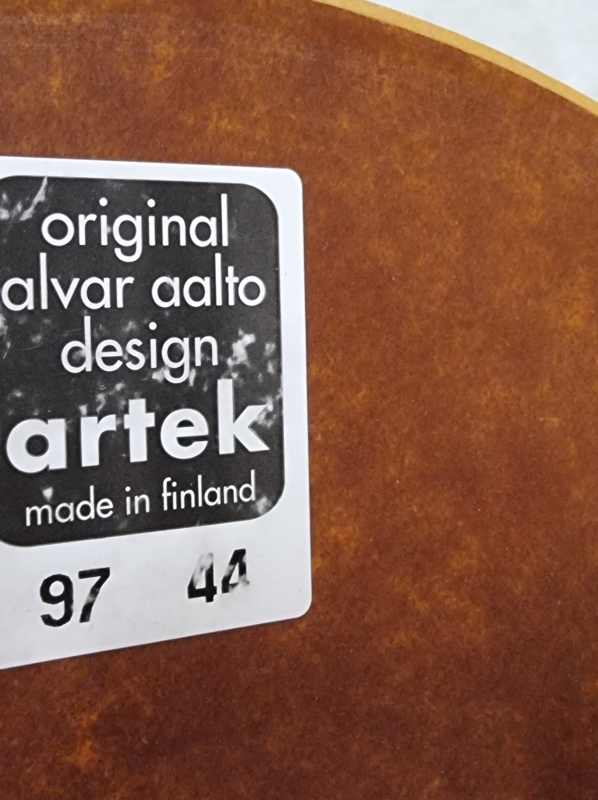 original
alvar aalto
design
artek
made in finland
97 44